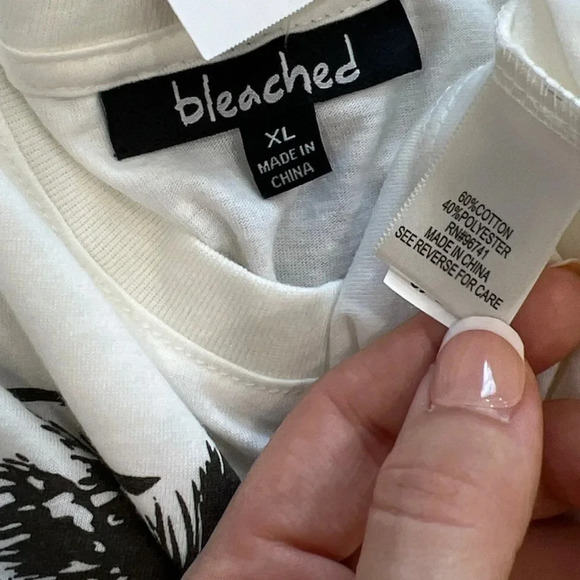 bleached
XL
MADE IN
CHINA
60%COTTON
40%POLYESTER
RN#96741
MADE IN CHINA
SEE REVERSE FOR CARE